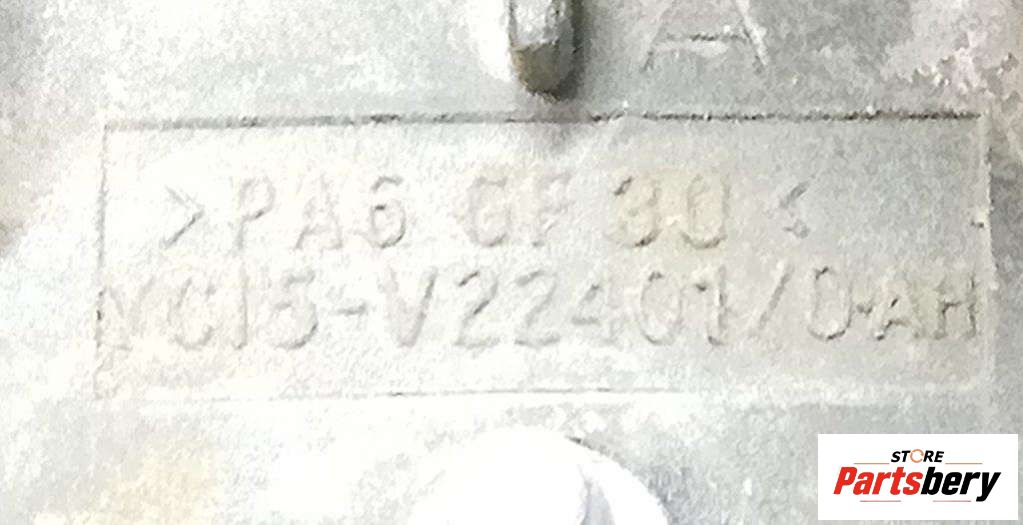 A
>PA6 GF30<
YC15-V22401/0-AH
STORE
Partsbery